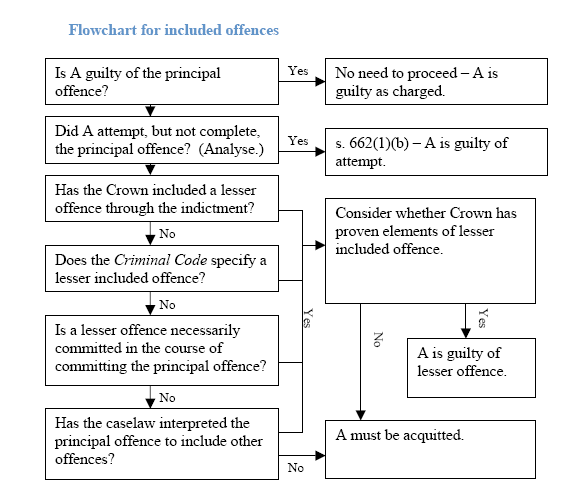 Flowchart for included offences
Is A guilty of the principal
offence?
Yes
No need to proceed – A is
guilty as charged.
Did A attempt, but not complete,
the principal offence? (Analyse.)
Yes
s. 662(1)(b) – A is guilty of
attempt.
Has the Crown included a lesser
offence through the indictment?
No
Does the Criminal Code specify a
lesser included offence?
No
Is a lesser offence necessarily
committed in the course of
committing the principal offence?
No
Has the caselaw interpreted the
principal offence to include other
offences?
Yes
No
Consider whether Crown has
proven elements of lesser
included offence.
No
Yes
A is guilty of
lesser offence.
A must be acquitted.